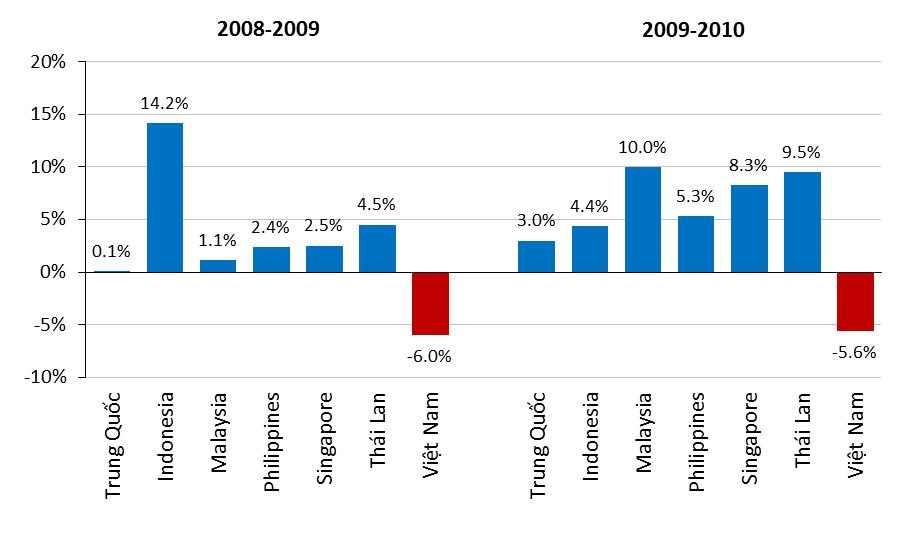 2008-2009
2009-2010
20%
15%
10%
5%
0%
-5%
-10%
0.1%
14.2%
1.1%
2.4%
2.5%
4.5%
-6.0%
3.0%
4.4%
10.0%
5.3%
8.3%
9.5%
-5.6%
Trung Quốc
Indonesia
Malaysia
Philippines
Singapore
Thái Lan
Việt Nam
Trung Quốc
Indonesia
Malaysia
Philippines
Singapore
Thái Lan
Việt Nam